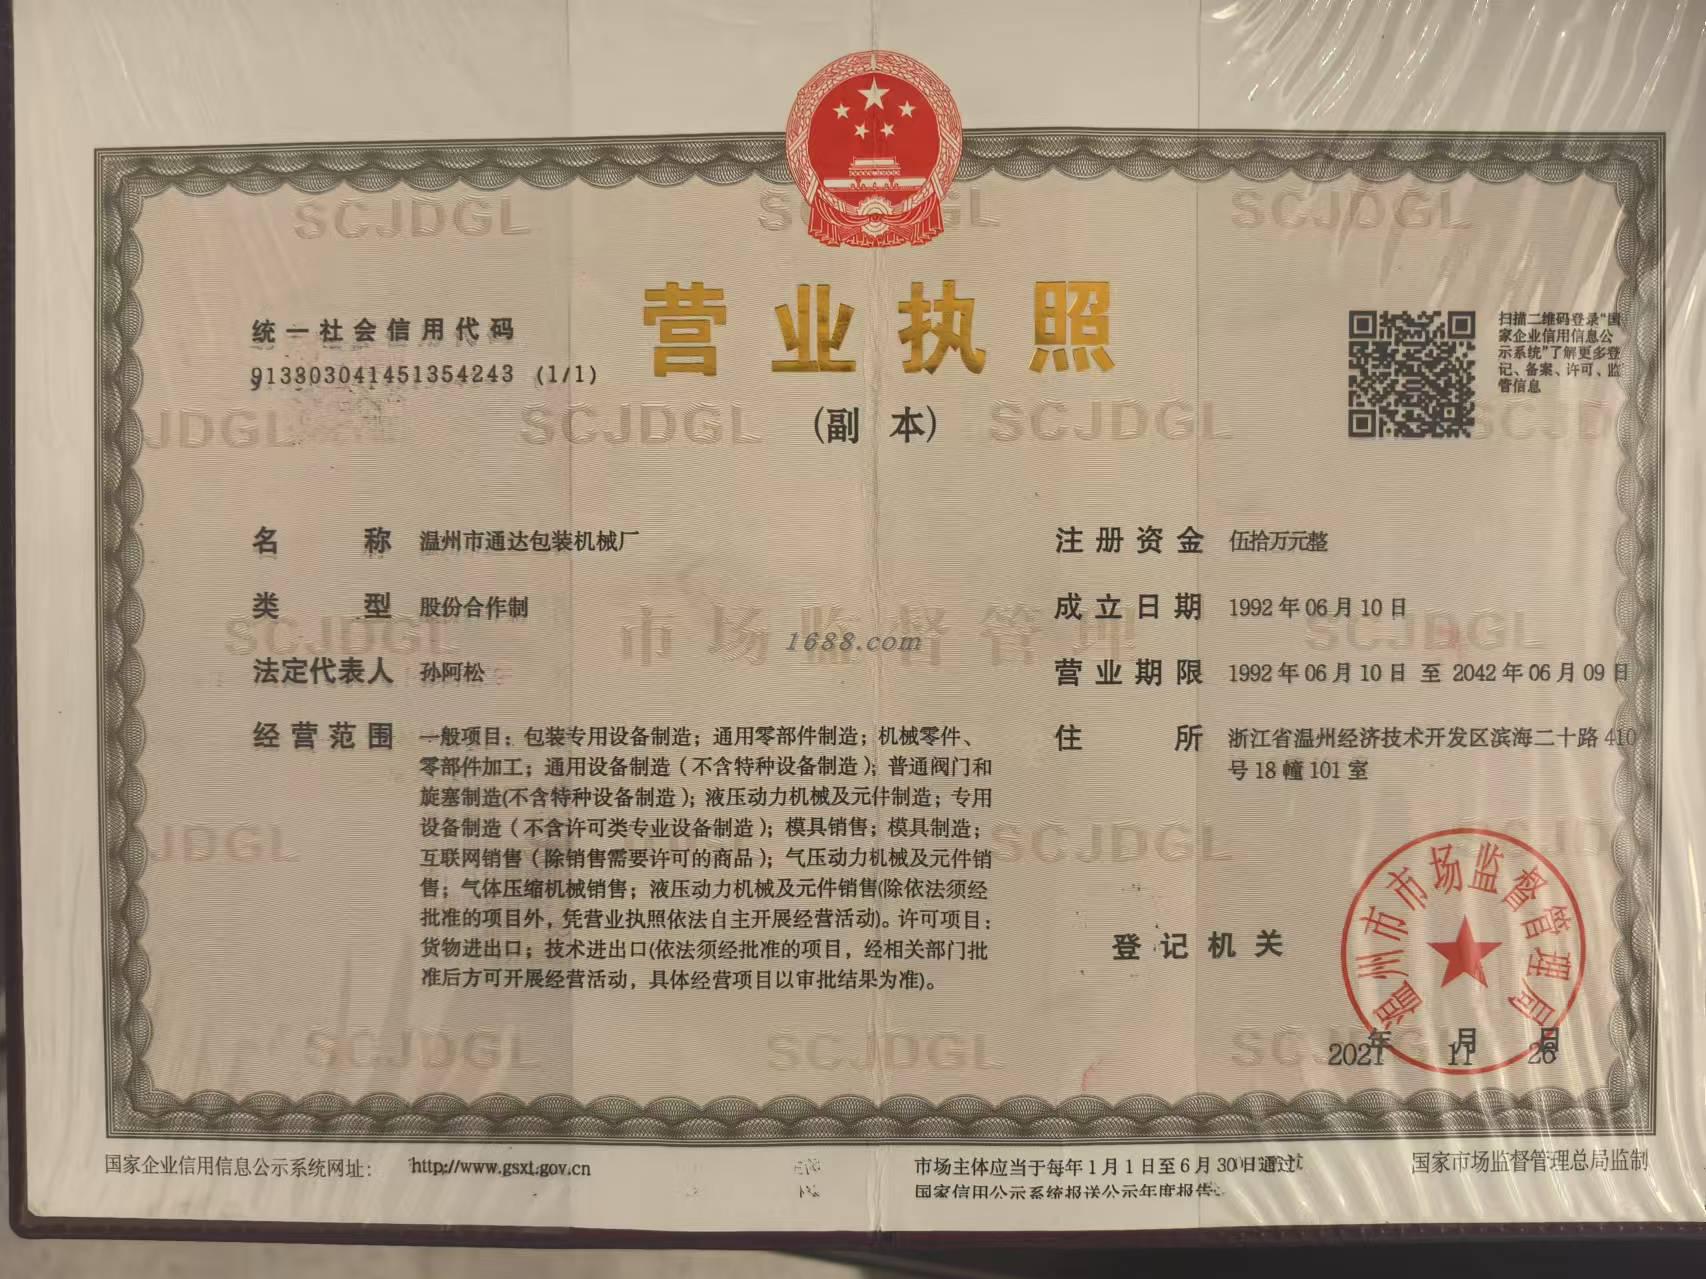 统一社会信用代码
913803041451354243 (1/1)
营业执照
(副 本)
扫描二维码登录"国
家企业信用信息公
示系统"了解更多登
记、备案、许可、监
管信息
名 称 温州市通达包装机械厂
类 型 股份合作制
法定代表人 孙阿松
经营范围 一般项目：包装专用设备制造；通用零部件制造；机械零件、
零部件加工；通用设备制造（不含特种设备制造）；普通阀门和
旋塞制造(不含特种设备制造）；液压动力机械及元件制造；专用
设备制造（不含许可类专业设备制造）；模具销售；模具制造；
互联网销售（除销售需要许可的商品）；气压动力机械及元件销
售；气体压缩机械销售；液压动力机械及元件销售(除依法须经
批准的项目外，凭营业执照依法自主开展经营活动)。许可项目：
货物进出口；技术进出口(依法须经批准的项目，经相关部门批
准后方可开展经营活动，具体经营项目以审批结果为准)。
注册资金 伍拾万元整
成立日期 1992年06月10日
营业期限 1992年06月10日 至 2042年06月09日
住 所 浙江省温州经济技术开发区滨海二十路410
号18幢101室
登记机关
温州市市场监督管理局
2021年11月26日
SCJDGL
市场监督管理
1688.com
国家企业信用信息公示系统网址： http://www.gsxt.gov.cn
市场主体应当于每年1月1日至6月30日通过
国家信用公示系统报送公示年度报告
国家市场监督管理总局监制